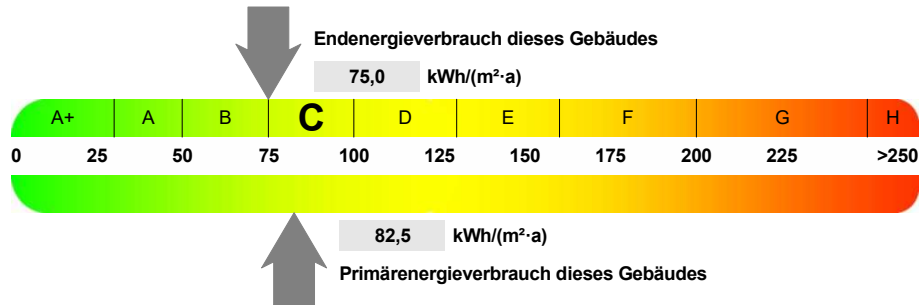 Endenergieverbrauch dieses Gebäudes
75,0 kWh/(m²·a)
A+ A B C D E F G H
0 25 50 75 100 125 150 175 200 225 >250
82,5 kWh/(m²·a)
Primärenergieverbrauch dieses Gebäudes